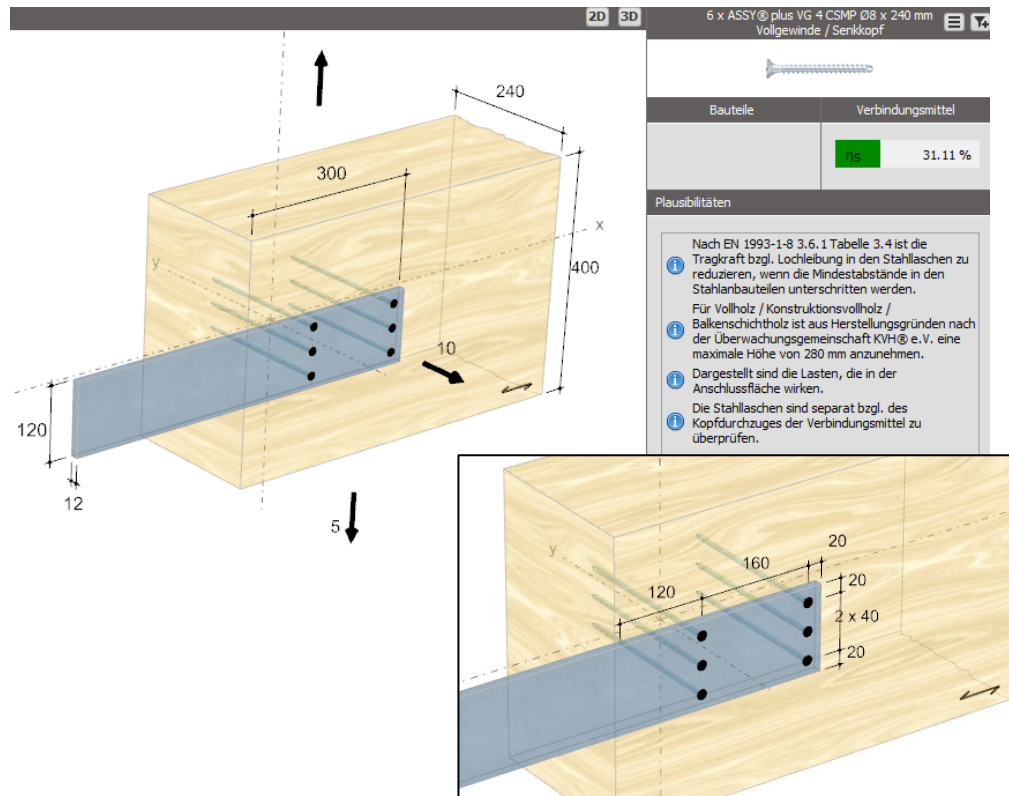 2D 3D
6 x ASSY® plus VG 4 CSMP Ø8 x 240 mm
Vollgewinde / Senkkopf
Bauteile
Verbindungsmittel
ηs 31.11 %
Plausibilitäten
Nach EN 1993-1-8 3.6.1 Tabelle 3.4 ist die
Tragkraft bzgl. Lochleibung in den Stahllaschen zu
reduzieren, wenn die Mindestabstände in den
Stahlanbauteilen unterschritten werden.
Für Vollholz / Konstruktionsvollholz /
Balkenschichtholz ist aus Herstellungsgründen nach
der Überwachungsgemeinschaft KVH® e.V. eine
maximale Höhe von 280 mm anzunehmen.
Dargestellt sind die Lasten, die in der
Anschlussfläche wirken.
Die Stahllaschen sind separat bzgl. des
Kopfdurchzuges der Verbindungsmittel zu
überprüfen.
240
300
x
y
400
10
120
12
5
20
160
y
120
20
2 x 40
20